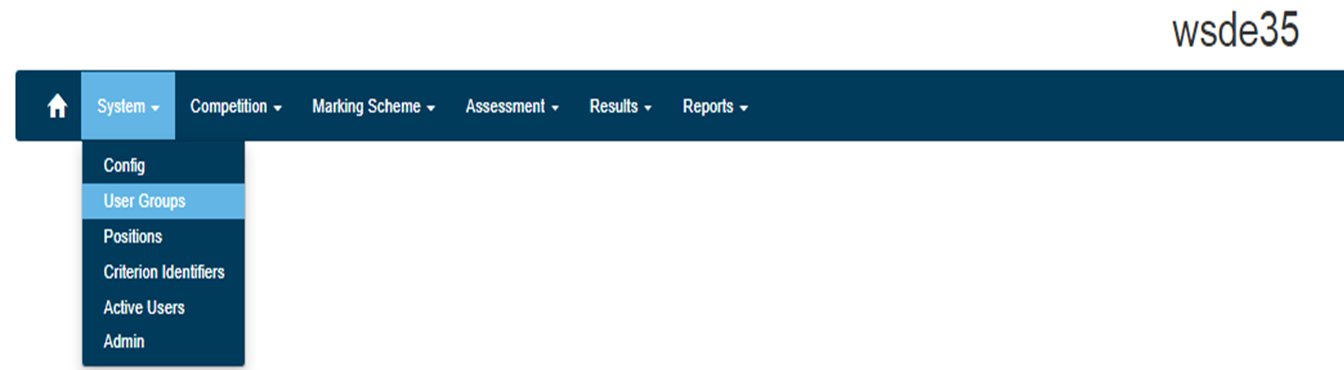 wsde35
System Competition Marking Scheme Assessment Results Reports
Config
User Groups
Positions
Criterion Identifiers
Active Users
Admin